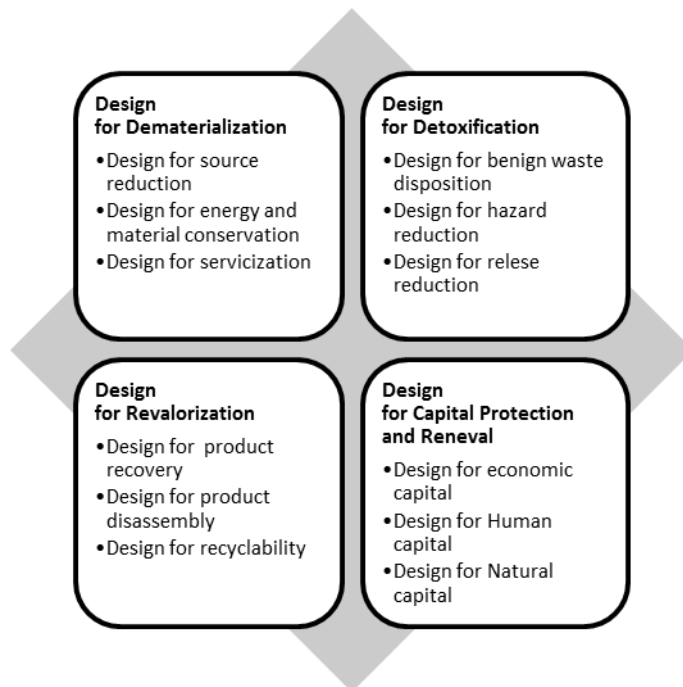 Design
for Dematerialization
•Design for source
reduction
•Design for energy and
material conservation
•Design for servicization
Design
for Detoxification
•Design for benign waste
disposition
•Design for hazard
reduction
•Design for relese
reduction
Design
for Revalorization
•Design for product
recovery
•Design for product
disassembly
•Design for recyclability
Design
for Capital Protection
and Reneval
•Design for economic
capital
•Design for Human
capital
•Design for Natural
capital